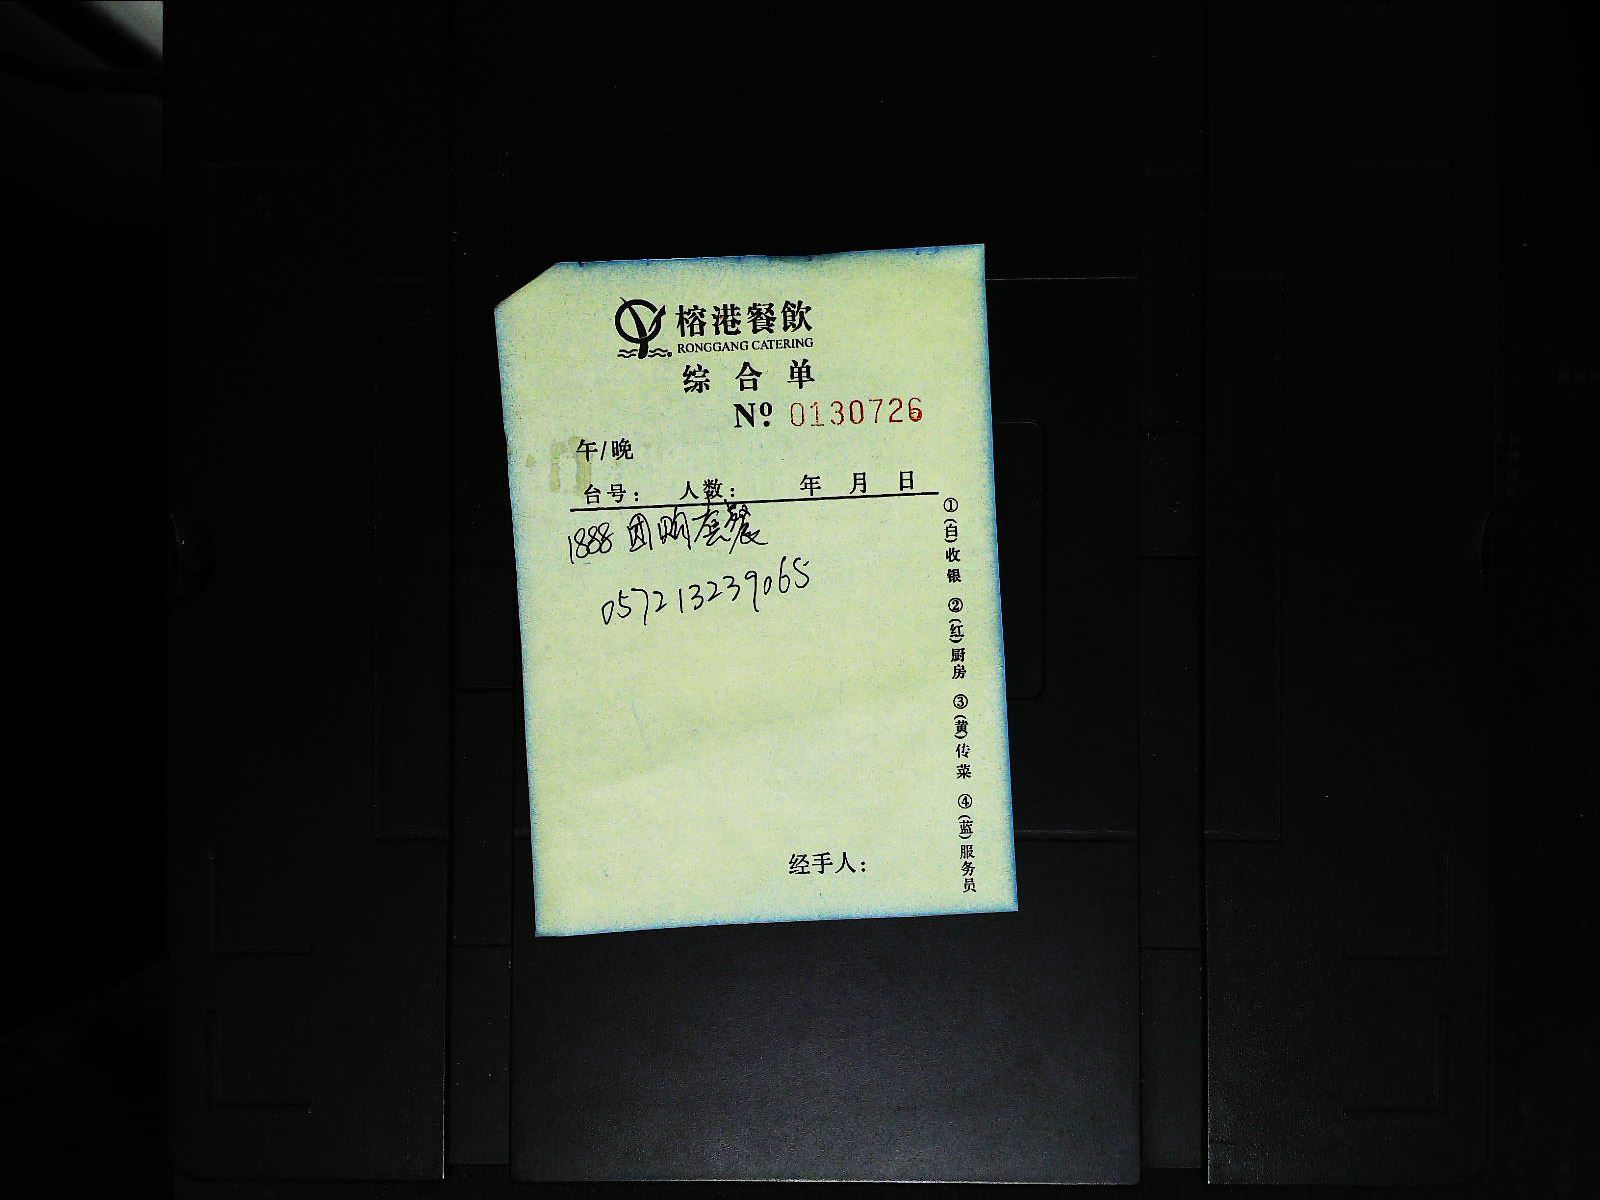 榕港餐飲
RONGGANG CATERING
综合单
Nº 0130726
午/晚
台号： 人数： 年 月 日
1888 团购套餐
057213239065
①(白)收银 ②(红)厨房 ③(黄)传菜 ④(蓝)服务员
经手人：